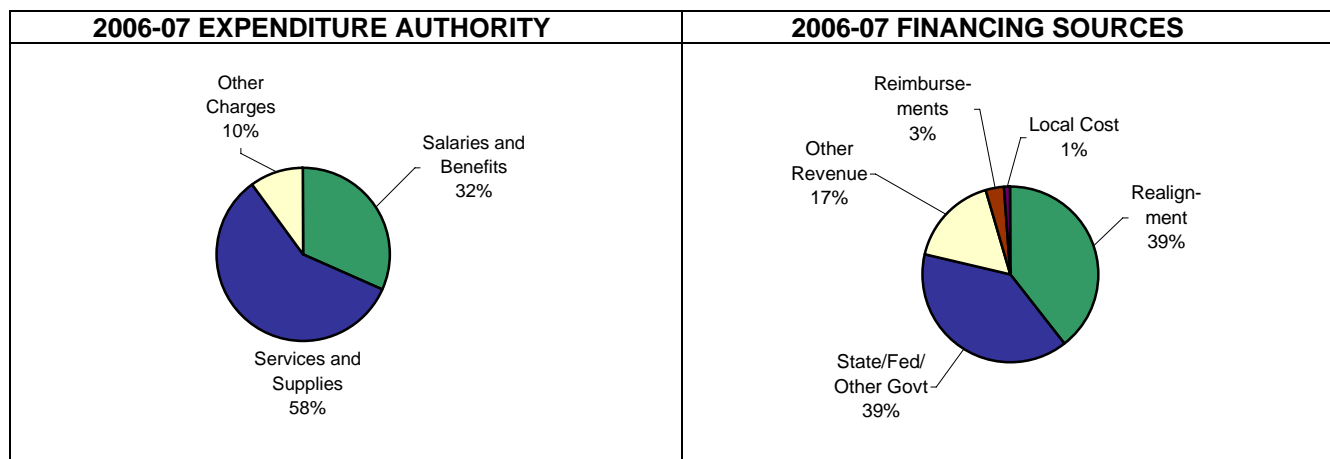 2006-07 EXPENDITURE AUTHORITY
Other
Charges
10%
Salaries and
Benefits
32%
Services and
Supplies
58%
2006-07 FINANCING SOURCES
Reimburse-
ments
3%
Local Cost
1%
Other
Revenue
17%
Realign-
ment
39%
State/Fed/
Other Govt
39%